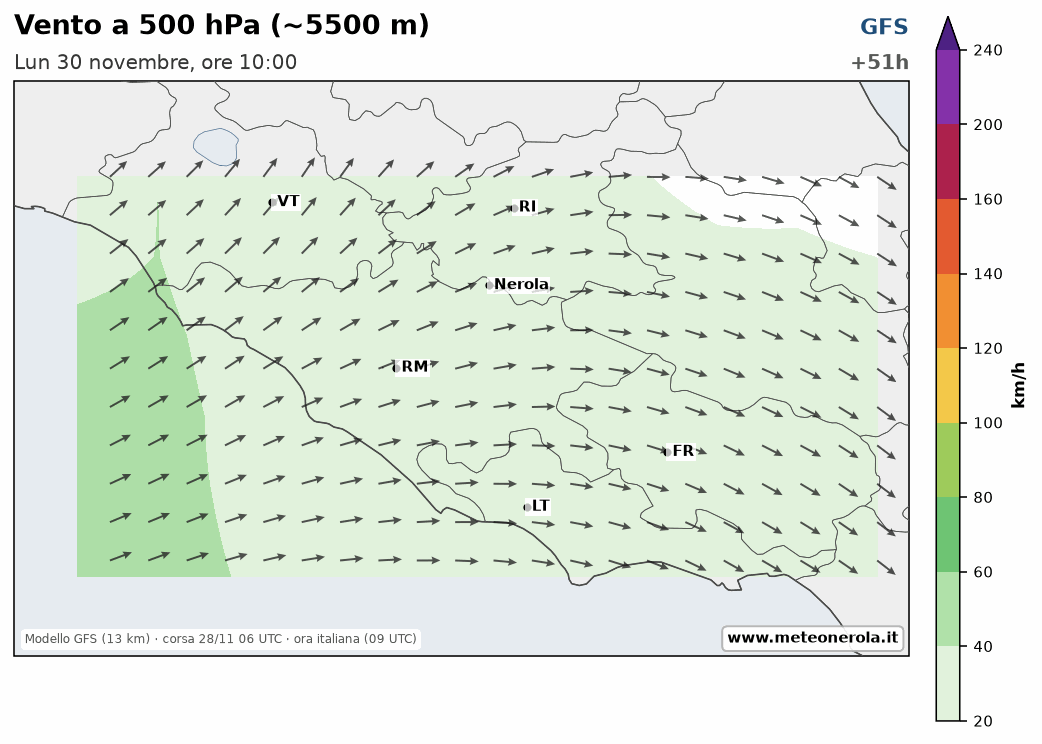 Vento a 500 hPa (~5500 m)
GFS
Lun 30 novembre, ore 10:00
+51h
VT
RI
Nerola
RM
FR
LT
240
200
160
140
120
100
80
60
40
20
km/h
Modello GFS (13 km) · corsa 28/11 06 UTC · ora italiana (09 UTC)
www.meteonerola.it